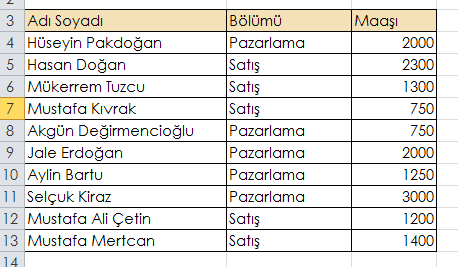 3 Adı Soyadı Bölümü Maaşı
4 Hüseyin Pakdoğan Pazarlama 2000
5 Hasan Doğan Satış 2300
6 Mükerrem Tuzcu Satış 1300
7 Mustafa Kıvrak Satış 750
8 Akgün Değirmencioğlu Pazarlama 750
9 Jale Erdoğan Pazarlama 2000
10 Aylin Bartu Pazarlama 1250
11 Selçuk Kiraz Pazarlama 3000
12 Mustafa Ali Çetin Satış 1200
13 Mustafa Mertcan Satış 1400